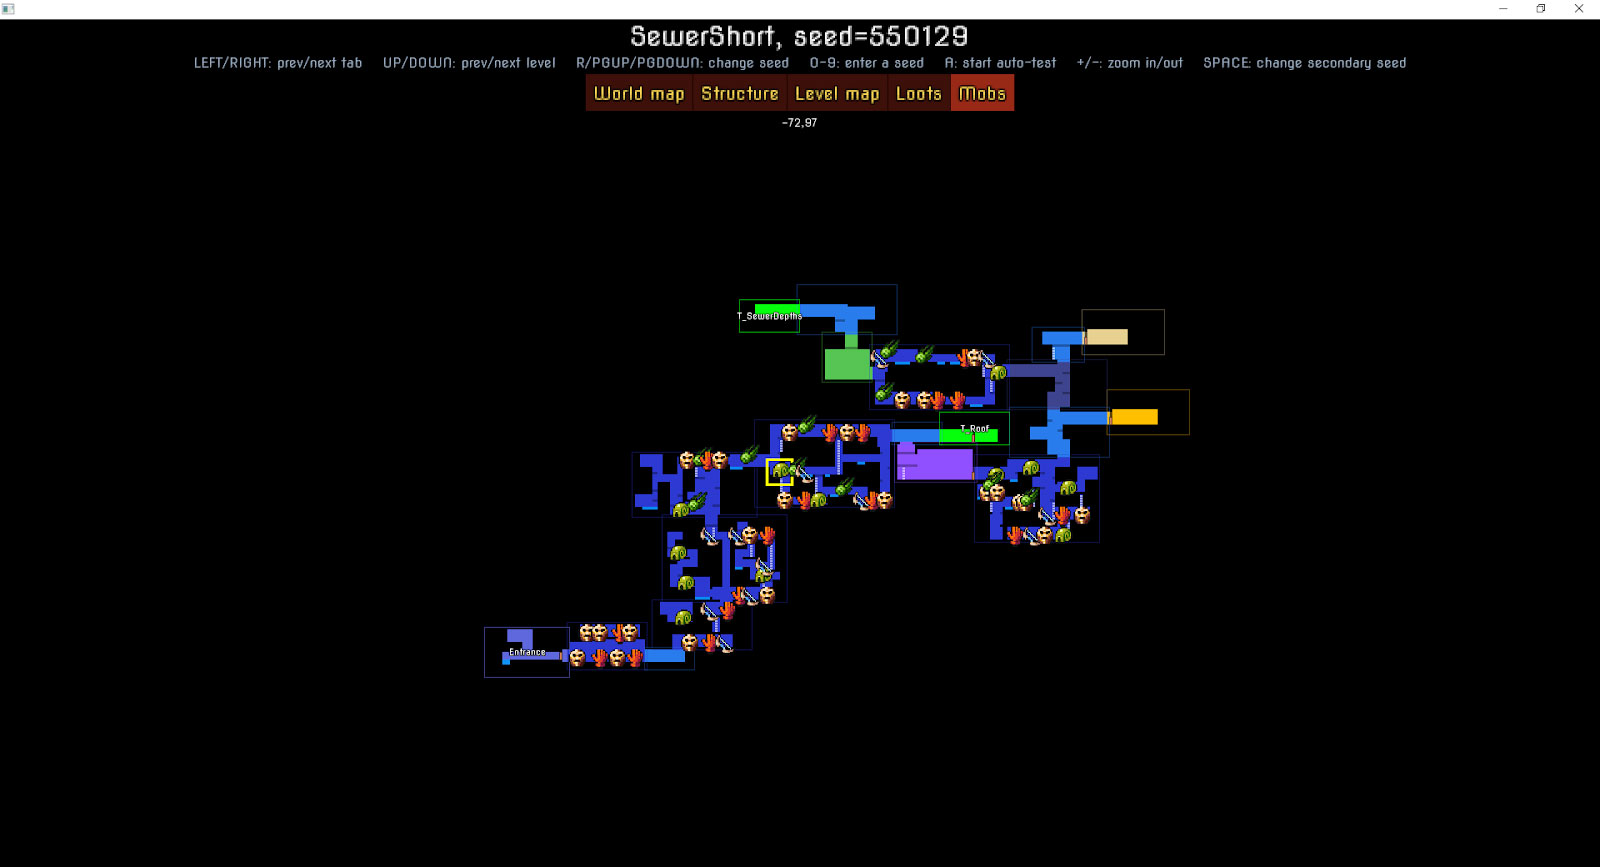 SewerShort, seed=550129
LEFT/RIGHT: prev/next tab UP/DOWN: prev/next level R/PGUP/PGDOWN: change seed 0-9: enter a seed A: start auto-test +/-: zoom in/out SPACE: change secondary seed
World map Structure Level map Loots Mobs
-72,97
T_SewerDepths
T_Roof
Entrance